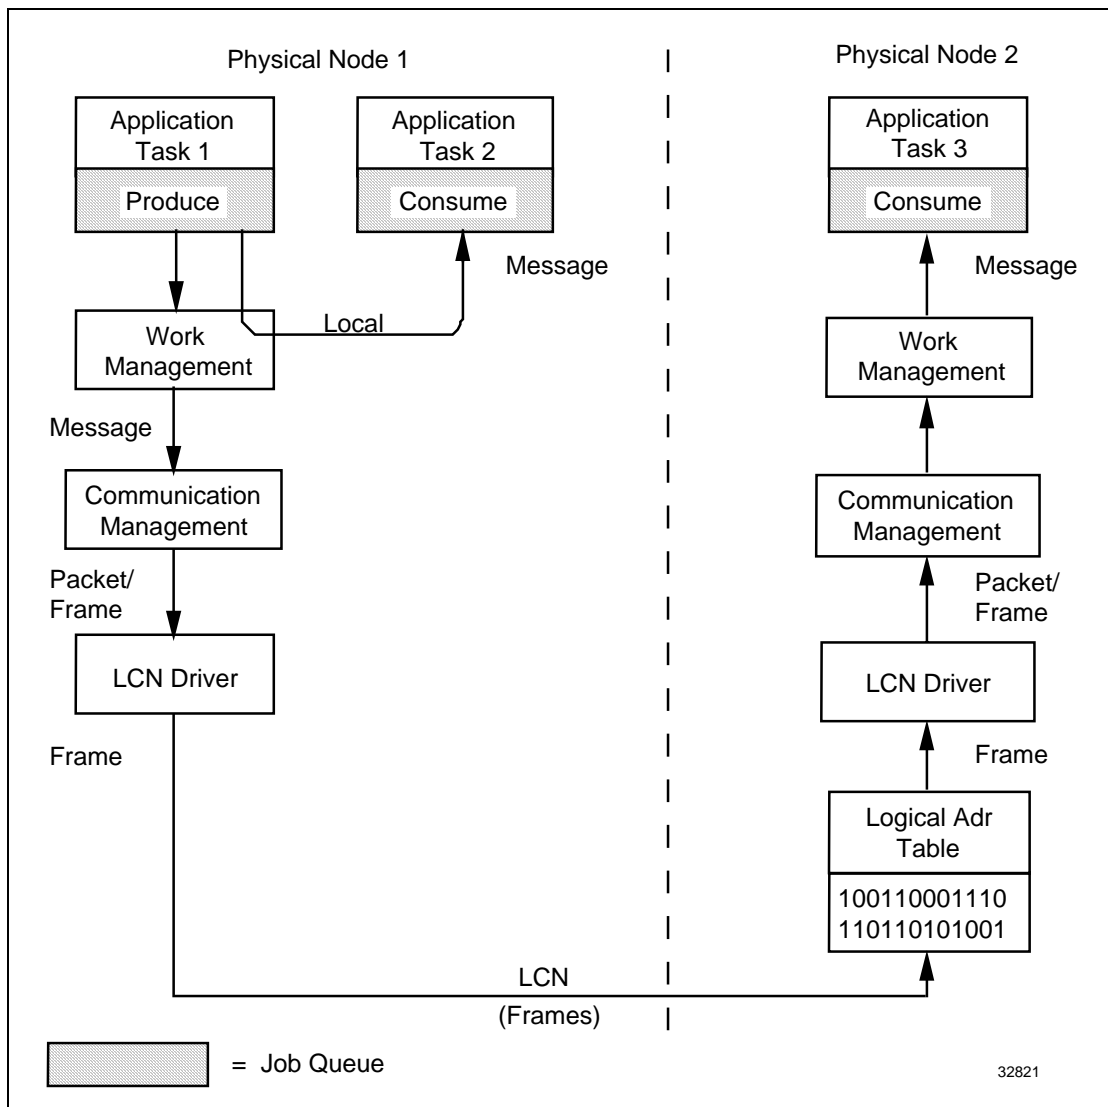 Physical Node 1
Physical Node 2
Application
Task 1
Produce
Application
Task 2
Consume
Application
Task 3
Consume
Message
Message
Local
Work
Management
Work
Management
Message
Communication
Management
Communication
Management
Packet/
Frame
Packet/
Frame
LCN Driver
LCN Driver
Frame
Frame
Logical Adr
Table
100110001110
110110101001
LCN
(Frames)
= Job Queue
32821